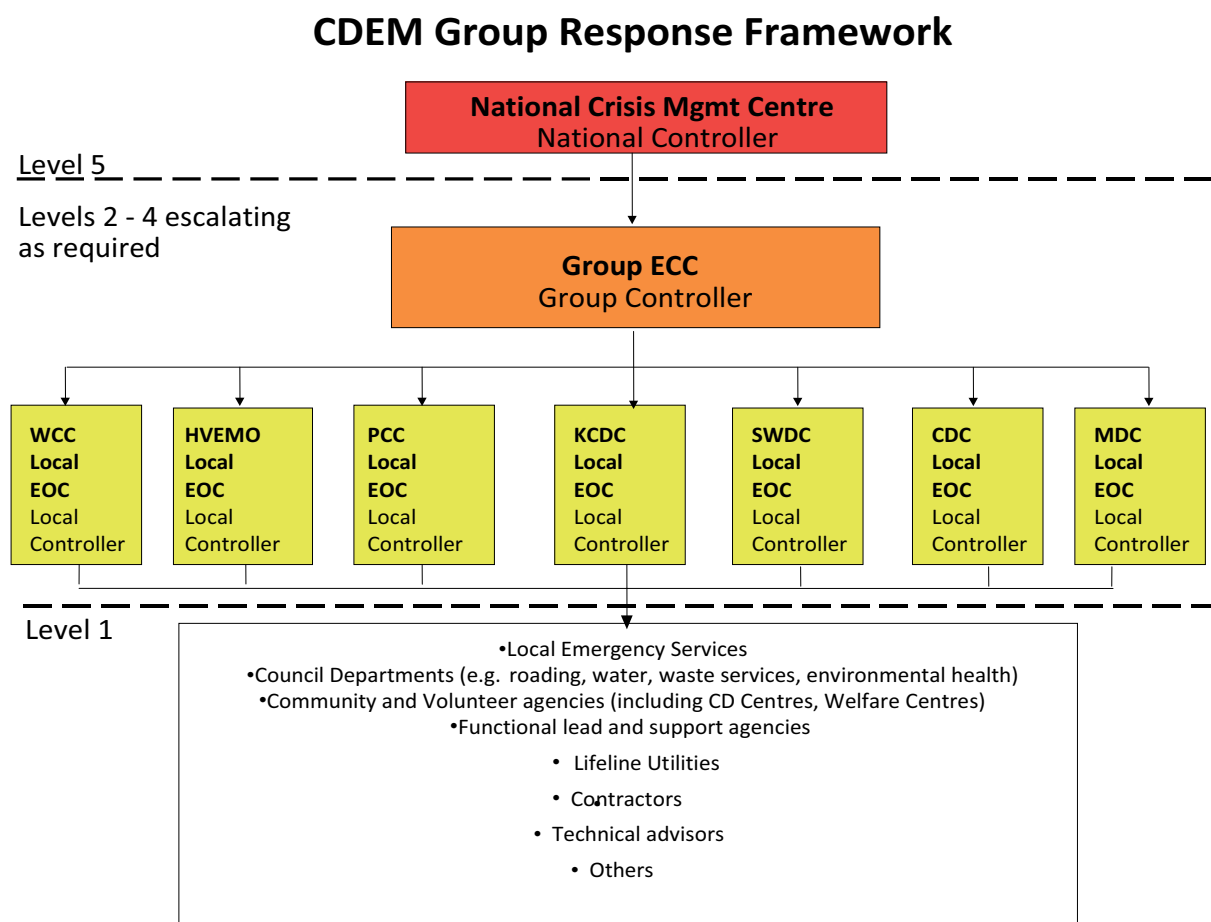 CDEM Group Response Framework
National Crisis Mgmt Centre
National Controller
Level 5
Levels 2 - 4 escalating
as required
Group ECC
Group Controller
WCC
Local
EOC
Local
Controller
HVEMO
Local
EOC
Local
Controller
PCC
Local
EOC
Local
Controller
KCDC
Local
EOC
Local
Controller
SWDC
Local
EOC
Local
Controller
CDC
Local
EOC
Local
Controller
MDC
Local
EOC
Local
Controller
Level 1
•Local Emergency Services
•Council Departments (e.g. roading, water, waste services, environmental health)
•Community and Volunteer agencies (including CD Centres, Welfare Centres)
•Functional lead and support agencies
• Lifeline Utilities
• Contractors
• Technical advisors
• Others